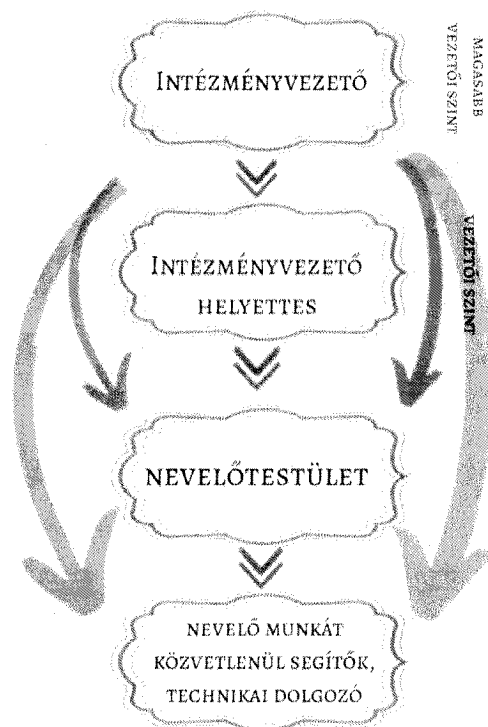 INTÉZMÉNYVEZETŐ
MAGASABB
VEZETŐI SZINT
INTÉZMÉNYVEZETŐ
HELYETTES
VEZETŐI SZINT
NEVELŐTESTÜLET
NEVELŐ MUNKÁT
KÖZVETLENÜL SEGÍTŐK,
TECHNIKAI DOLGOZÓ